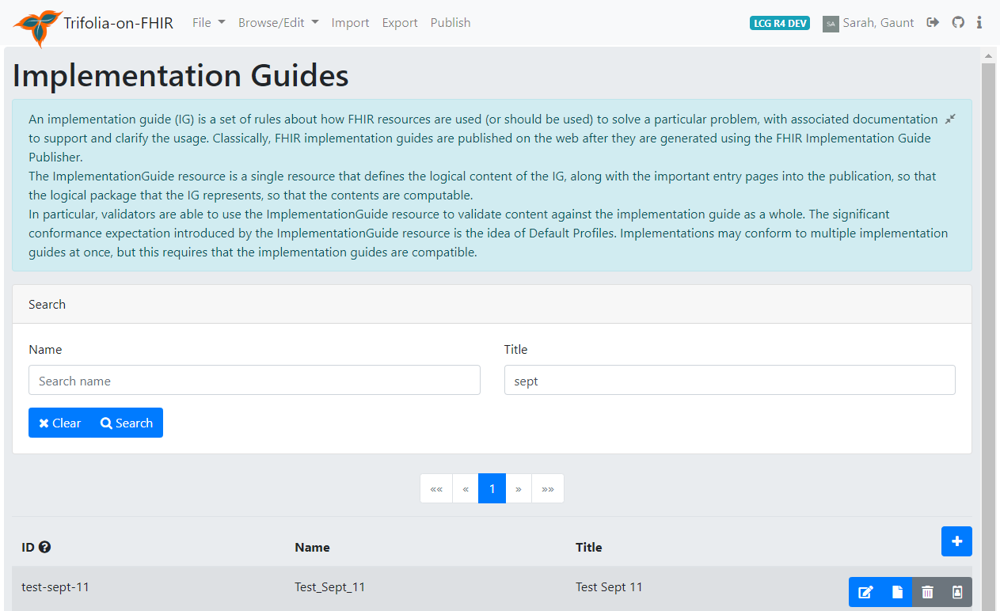 Trifolia-on-FHIR File Browse/Edit Import Export Publish LCG R4 DEV SA Sarah, Gaunt
Implementation Guides
An implementation guide (IG) is a set of rules about how FHIR resources are used (or should be used) to solve a particular problem, with associated documentation
to support and clarify the usage. Classically, FHIR implementation guides are published on the web after they are generated using the FHIR Implementation Guide
Publisher.
The ImplementationGuide resource is a single resource that defines the logical content of the IG, along with the important entry pages into the publication, so that
the logical package that the IG represents, so that the contents are computable.
In particular, validators are able to use the ImplementationGuide resource to validate content against the implementation guide as a whole. The significant
conformance expectation introduced by the ImplementationGuide resource is the idea of Default Profiles. Implementations may conform to multiple implementation
guides at once, but this requires that the implementation guides are compatible.
Search
Name Title
Search name sept
Clear Search
«« « 1 » »»
ID Name Title
test-sept-11 Test_Sept_11 Test Sept 11